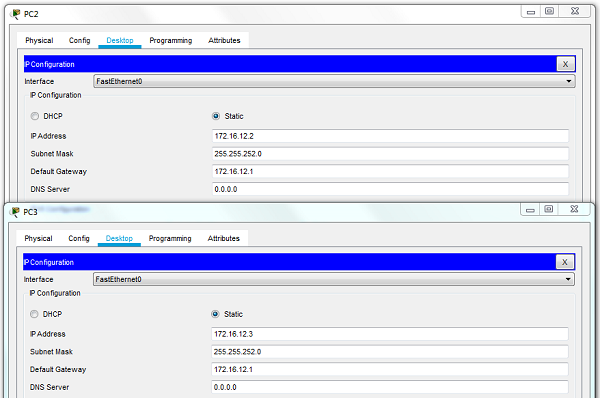 PC2
Physical Config Desktop Programming Attributes
IP Configuration X
Interface FastEthernet0
IP Configuration
DHCP Static
IP Address 172.16.12.2
Subnet Mask 255.255.252.0
Default Gateway 172.16.12.1
DNS Server 0.0.0.0
PC3
Physical Config Desktop Programming Attributes
IP Configuration X
Interface FastEthernet0
IP Configuration
DHCP Static
IP Address 172.16.12.3
Subnet Mask 255.255.252.0
Default Gateway 172.16.12.1
DNS Server 0.0.0.0